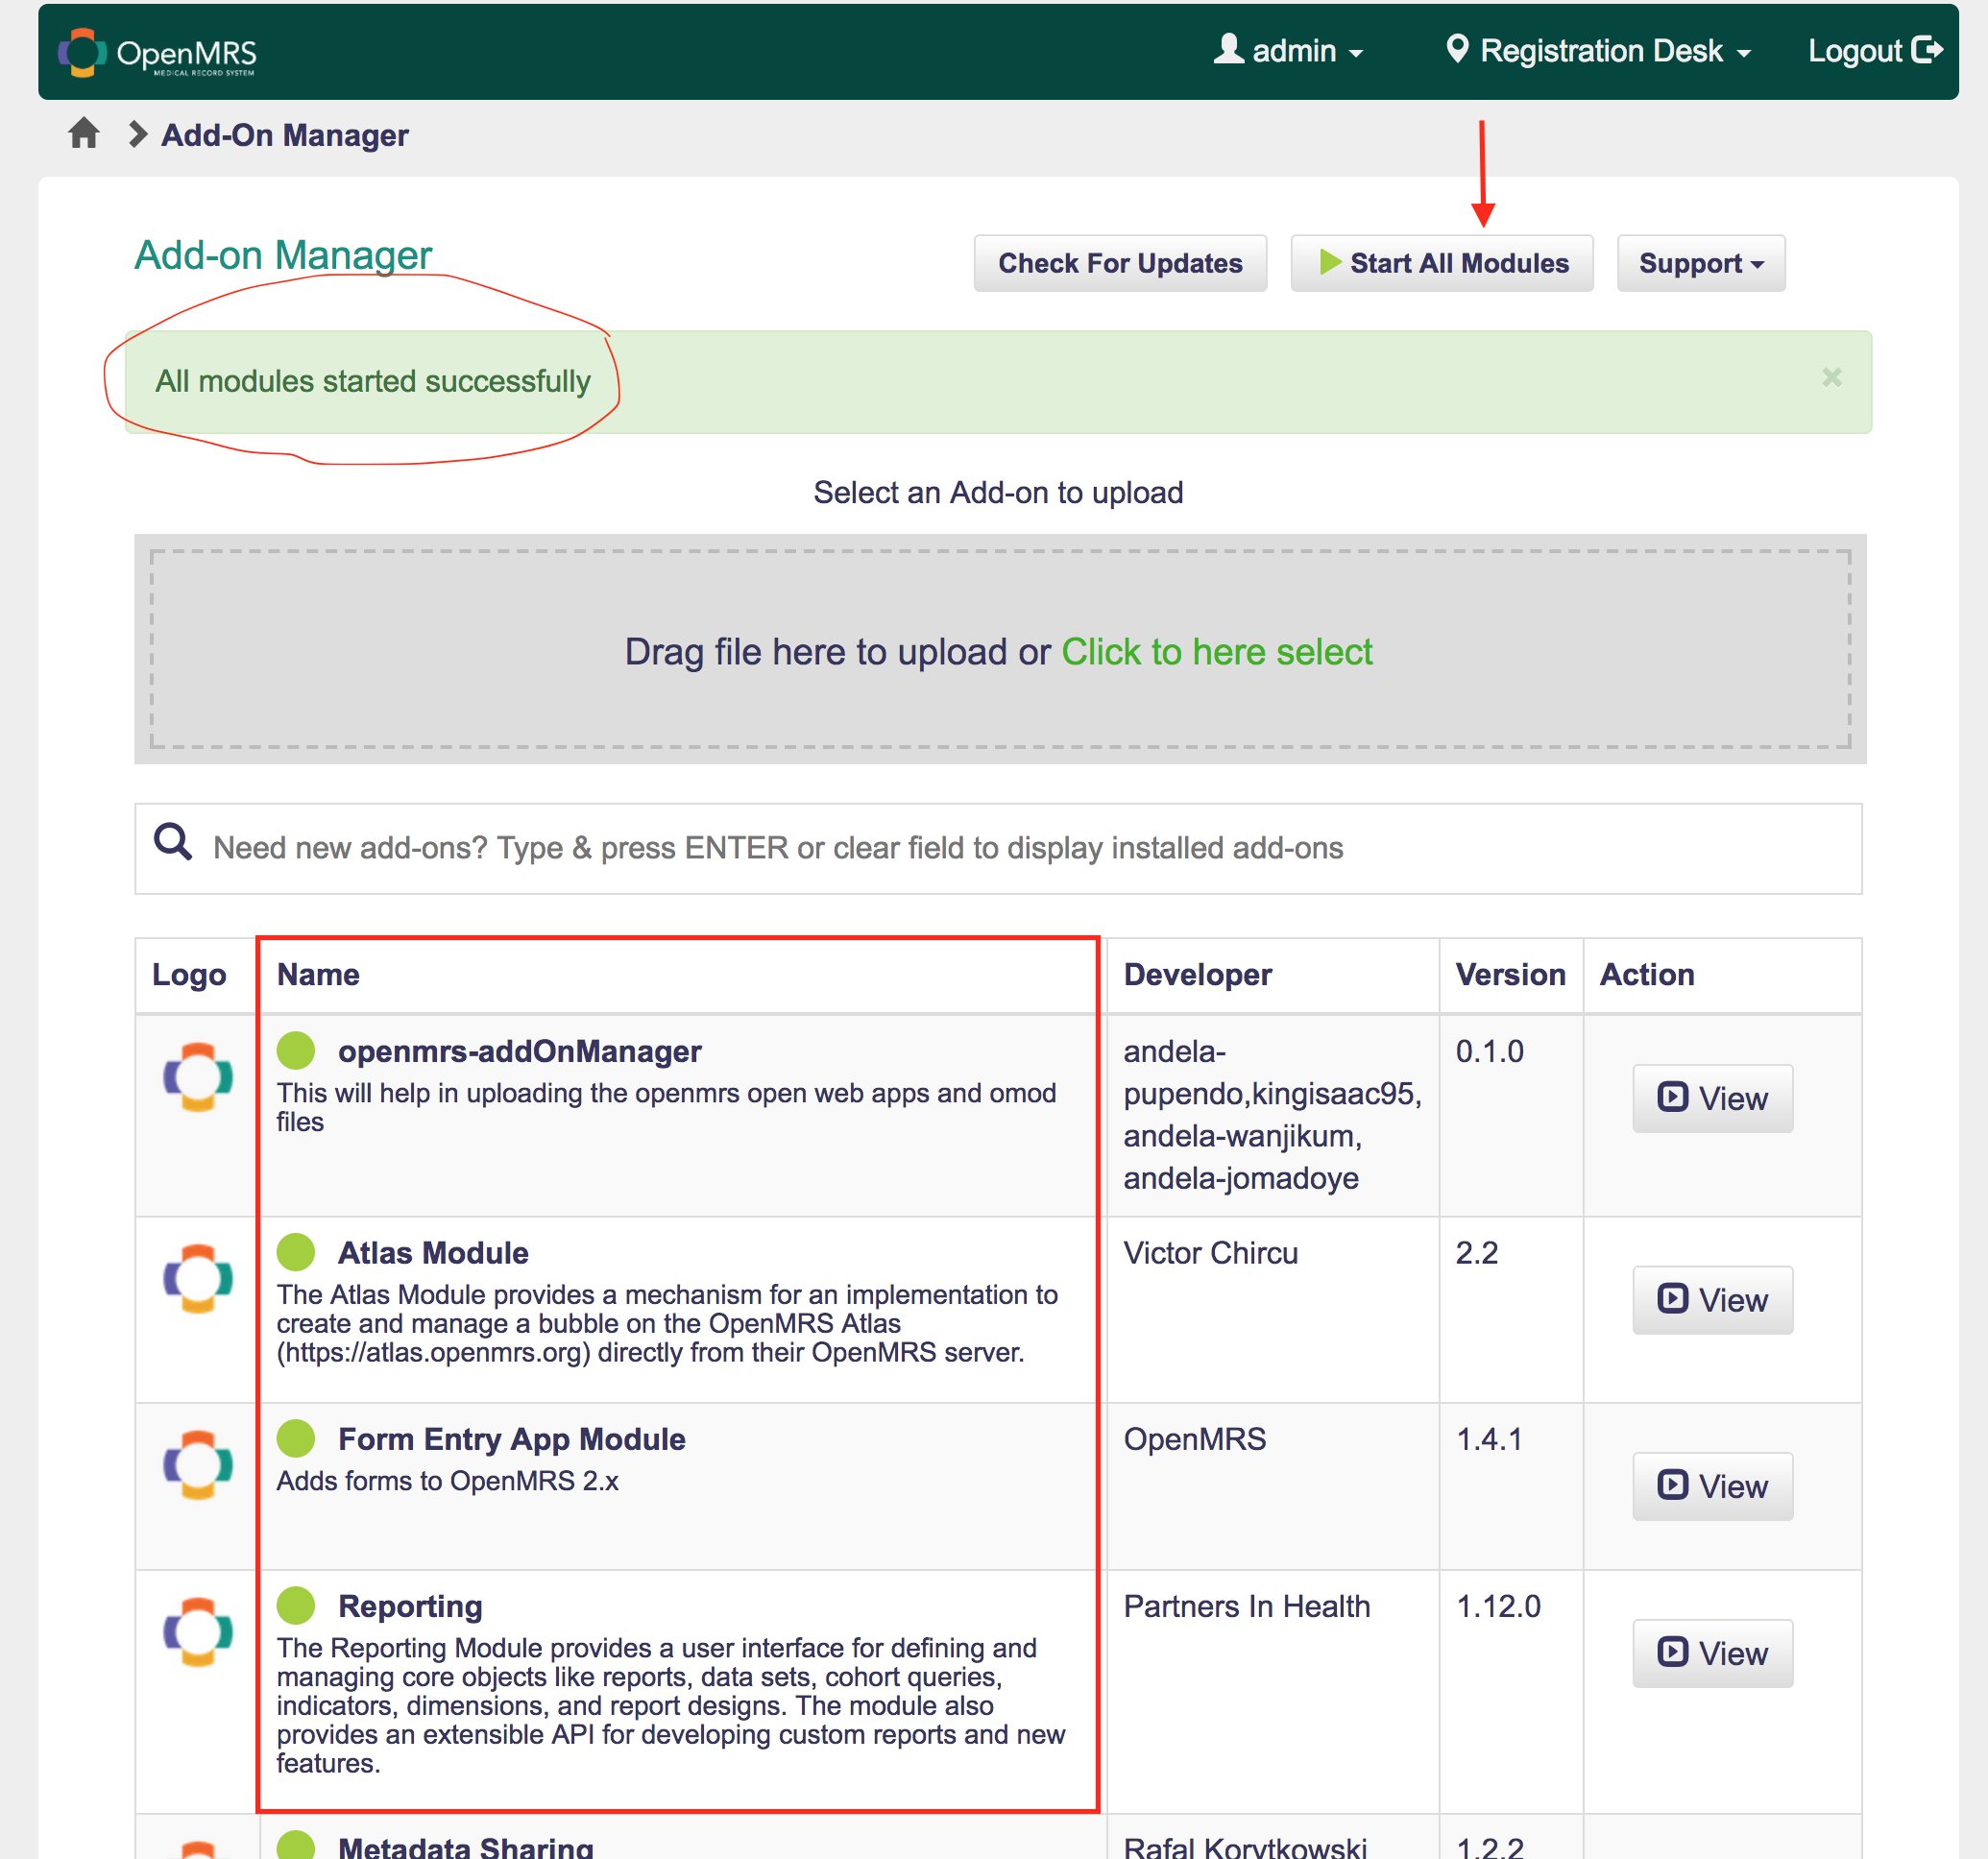 OpenMRS
MEDICAL RECORD SYSTEM
admin
Registration Desk
Logout
Add-On Manager
Add-on Manager
Check For Updates
Start All Modules
Support
All modules started successfully
×
Select an Add-on to upload
Drag file here to upload or Click to here select
Need new add-ons? Type & press ENTER or clear field to display installed add-ons
Logo
Name
Developer
Version
Action
openmrs-addOnManager
This will help in uploading the openmrs open web apps and omod
files
andela-
pupendo,kingisaac95,
andela-wanjikum,
andela-jomadoye
0.1.0
View
Atlas Module
The Atlas Module provides a mechanism for an implementation to
create and manage a bubble on the OpenMRS Atlas
(https://atlas.openmrs.org) directly from their OpenMRS server.
Victor Chircu
2.2
View
Form Entry App Module
Adds forms to OpenMRS 2.x
OpenMRS
1.4.1
View
Reporting
The Reporting Module provides a user interface for defining and
managing core objects like reports, data sets, cohort queries,
indicators, dimensions, and report designs. The module also
provides an extensible API for developing custom reports and new
features.
Partners In Health
1.12.0
View
Metadata Sharing
Rafal Korytkowski
1.2.2